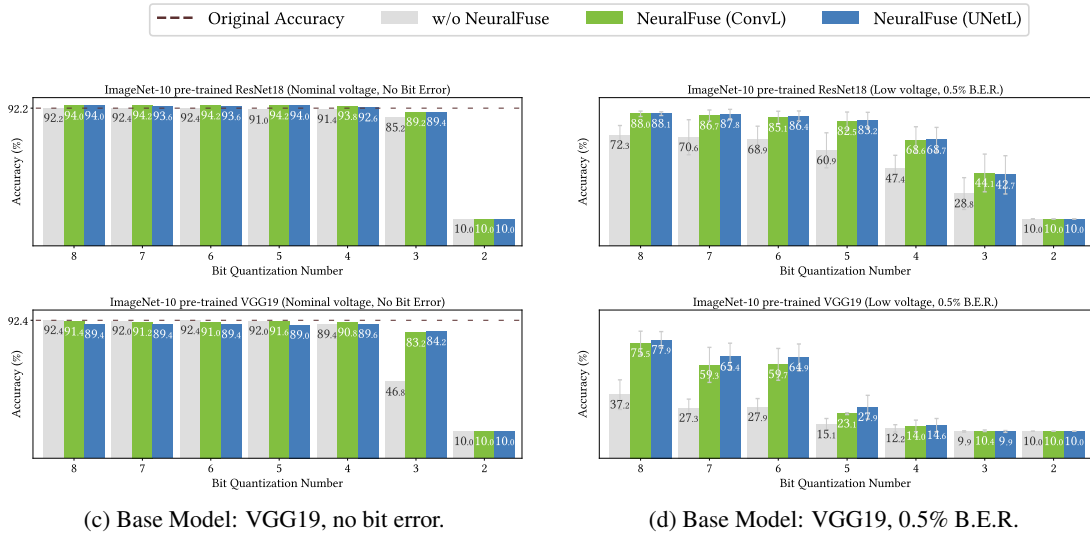 Original Accuracy w/o NeuralFuse NeuralFuse (ConvL) NeuralFuse (UNetL)
ImageNet-10 pre-trained ResNet18 (Nominal voltage, No Bit Error)
92.2
Accuracy (%)
92.2 94.0 94.0 92.4 94.2 93.6 92.4 94.2 93.6 91.0 94.2 94.0 91.4 93.8 92.6 85.2 89.2 89.4 10.0 10.0 10.0
8 7 6 5 4 3 2
Bit Quantization Number
ImageNet-10 pre-trained ResNet18 (Low voltage, 0.5% B.E.R.)
Accuracy (%)
72.3 88.0 88.1 70.6 86.7 87.8 68.9 85.1 86.4 60.9 82.5 83.2 47.4 68.6 68.7 28.8 44.1 42.7 10.0 10.0 10.0
8 7 6 5 4 3 2
Bit Quantization Number
ImageNet-10 pre-trained VGG19 (Nominal voltage, No Bit Error)
92.4
Accuracy (%)
92.4 91.4 89.4 92.0 91.2 89.4 92.4 91.0 89.4 92.0 91.6 89.0 89.4 90.8 89.6 46.8 83.2 84.2 10.0 10.0 10.0
8 7 6 5 4 3 2
Bit Quantization Number
ImageNet-10 pre-trained VGG19 (Low voltage, 0.5% B.E.R.)
Accuracy (%)
37.2 75.5 77.9 27.3 59.3 65.4 27.9 59.7 64.9 15.1 23.1 27.9 12.2 14.0 14.6 9.9 10.4 9.9 10.0 10.0 10.0
8 7 6 5 4 3 2
Bit Quantization Number
(c) Base Model: VGG19, no bit error.
(d) Base Model: VGG19, 0.5% B.E.R.